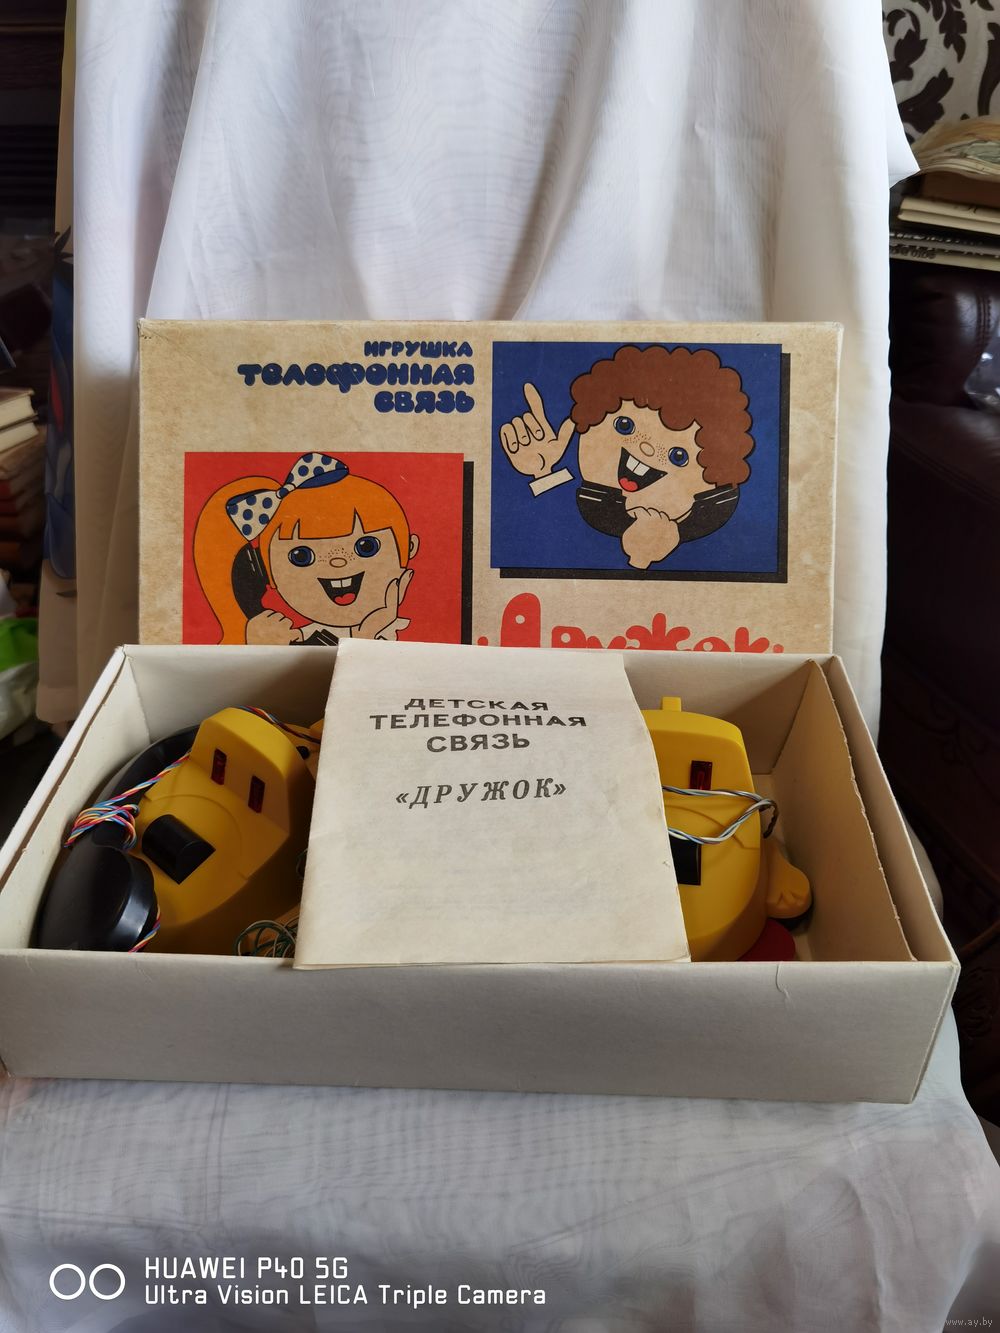 ИГРУШКА
ТЕЛЕФОННАЯ
СВЯЗЬ
Дружок
ДЕТСКАЯ
ТЕЛЕФОННАЯ
СВЯЗЬ
«ДРУЖОК»
HUAWEI P40 5G
Ultra Vision LEICA Triple Camera
www.ay.by